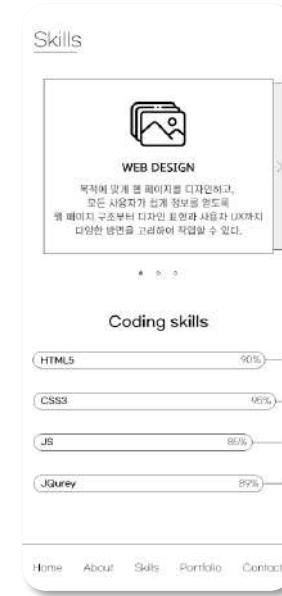 Skills
WEB DESIGN
목적에 맞게 웹 페이지를 디자인하고,
모든 사용자가 쉽게 정보를 얻도록
웹 페이지 구조부터 디자인 표현과 사용자 UX까지
다양한 방면을 고려하여 작업할 수 있다.
Coding skills
HTML5 90%
CSS3 95%
JS 85%
JQurey 89%
Home About Skills Portfolio Contact